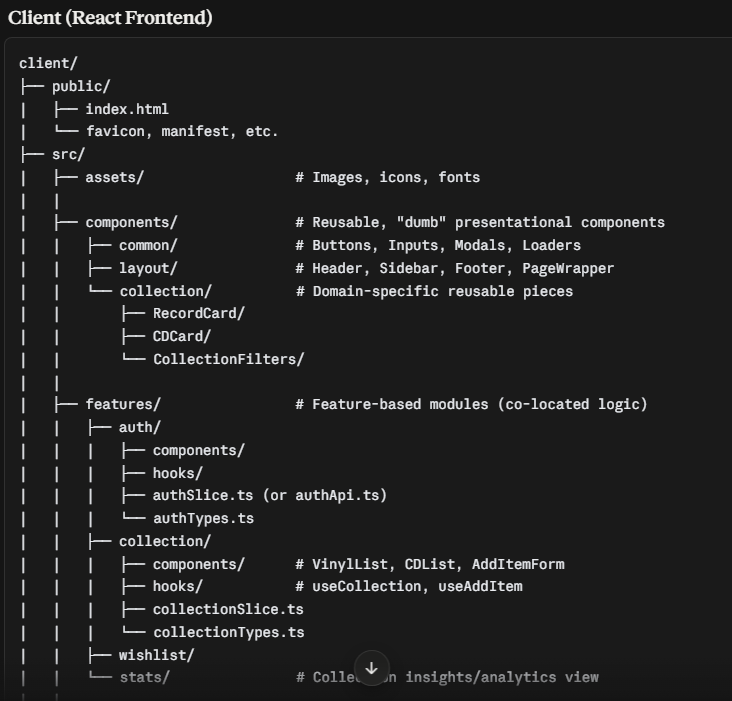 Client (React Frontend)
client/
├── public/
│   ├── index.html
│   └── favicon, manifest, etc.
├── src/
│   ├── assets/                  # Images, icons, fonts
│   │
│   ├── components/              # Reusable, "dumb" presentational components
│   │   ├── common/              # Buttons, Inputs, Modals, Loaders
│   │   ├── layout/              # Header, Sidebar, Footer, PageWrapper
│   │   └── collection/          # Domain-specific reusable pieces
│   │       ├── RecordCard/
│   │       ├── CDCard/
│   │       └── CollectionFilters/
│   │
│   ├── features/                # Feature-based modules (co-located logic)
│   │   ├── auth/
│   │   │   ├── components/
│   │   │   ├── hooks/
│   │   │   ├── authSlice.ts (or authApi.ts)
│   │   │   └── authTypes.ts
│   │   ├── collection/
│   │   │   ├── components/      # VinylList, CDList, AddItemForm
│   │   │   ├── hooks/           # useCollection, useAddItem
│   │   │   ├── collectionSlice.ts
│   │   │   └── collectionTypes.ts
│   │   ├── wishlist/
│   │   └── stats/               # insights/analytics view